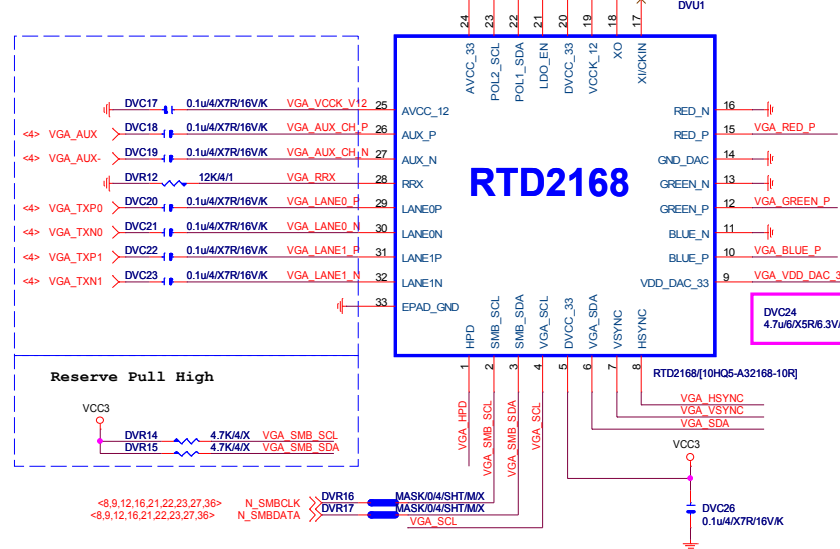 DVU1
24 23 22 21 20 19 18 17
AVCC_33 POL2_SCL POL1_SDA LDO_EN DVCC_33 VCCK_12 XO XI/CKIN
DVC17 0.1u/4/X7R/16V/K VGA_VCCK_V12 25 AVCC_12
RED_N 16
<4> VGA_AUX DVC18 0.1u/4/X7R/16V/K VGA_AUX_CH_P 26 AUX_P
RED_P 15 VGA_RED_P
<4> VGA_AUX- DVC19 0.1u/4/X7R/16V/K VGA_AUX_CH_N 27 AUX_N
GND_DAC 14
DVR12 12K/4/1 VGA_RRX 28 RRX
RTD2168
GREEN_N 13
<4> VGA_TXP0 DVC20 0.1u/4/X7R/16V/K VGA_LANE0_P 29 LANE0P
GREEN_P 12 VGA_GREEN_P
<4> VGA_TXN0 DVC21 0.1u/4/X7R/16V/K VGA_LANE0_N 30 LANE0N
BLUE_N 11
<4> VGA_TXP1 DVC22 0.1u/4/X7R/16V/K VGA_LANE1_P 31 LANE1P
BLUE_P 10 VGA_BLUE_P
<4> VGA_TXN1 DVC23 0.1u/4/X7R/16V/K VGA_LANE1_N 32 LANE1N
VDD_DAC_33 9 VGA_VDD_DAC_3
33 EPAD_GND
DVC24
4.7u/6/X5R/6.3V/
HPD SMB_SCL SMB_SDA VGA_SCL DVCC_33 VGA_SDA VSYNC HSYNC
1 2 3 4 5 6 7 8
RTD2168/[10HQ5-A32168-10R]
Reserve Pull High
VGA_HPD VGA_SMB_SCL VGA_SMB_SDA VGA_SCL
VGA_HSYNC
VGA_VSYNC
VGA_SDA
VCC3
DVR14 4.7K/4/X VGA_SMB_SCL
DVR15 4.7K/4/X VGA_SMB_SDA
VCC3
<8,9,12,16,21,22,23,27,36> N_SMBCLK DVR16 MASK/0/4/SHT/M/X
<8,9,12,16,21,22,23,27,36> N_SMBDATA DVR17 MASK/0/4/SHT/M/X
VGA_SCL
DVC26
0.1u/4/X7R/16V/K